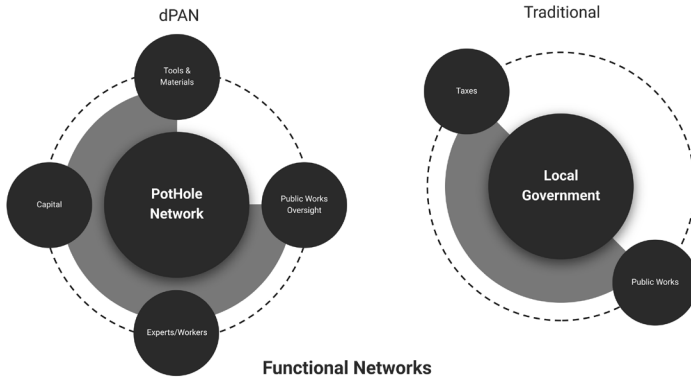 dPAN
Traditional
Tools &
Materials
Taxes
PotHole
Network
Local
Government
Capital
Public Works
Oversight
Public Works
Experts/Workers
Functional Networks